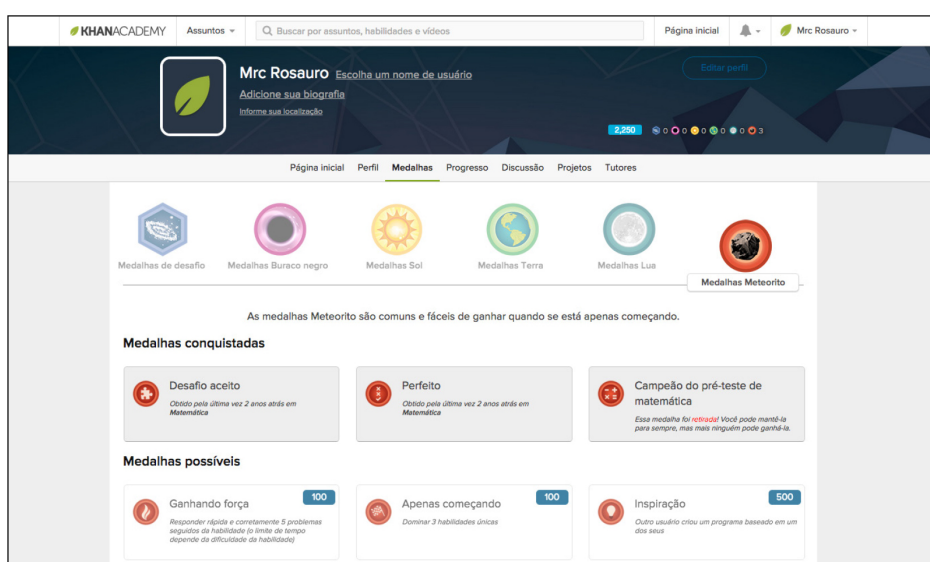 KHANACADEMY Assuntos Buscar por assuntos, habilidades e vídeos Página inicial Mrc Rosauro
Mrc Rosauro Escolha um nome de usuário Editar perfil
Adicione sua biografia
Informe sua localização
2,250 0 0 0 0 0 3
Página inicial Perfil Medalhas Progresso Discussão Projetos Tutores
Medalhas de desafio Medalhas Buraco negro Medalhas Sol Medalhas Terra Medalhas Lua
Medalhas Meteorito
As medalhas Meteorito são comuns e fáceis de ganhar quando se está apenas começando.
Medalhas conquistadas
Desafio aceito
Obtido pela última vez 2 anos atrás em
Matemática
Perfeito
Obtido pela última vez 2 anos atrás em
Matemática
Campeão do pré-teste de
matemática
Essa medalha foi retirada! Você pode mantê-la
para sempre, mas mais ninguém pode ganhá-la.
Medalhas possíveis
Ganhando força 100
Responder rápida e corretamente 5 problemas
seguidos da habilidade (o limite de tempo
depende da dificuldade da habilidade)
Apenas começando 100
Dominar 3 habilidades únicas
Inspiração 500
Outro usuário criou um programa baseado em um
dos seus